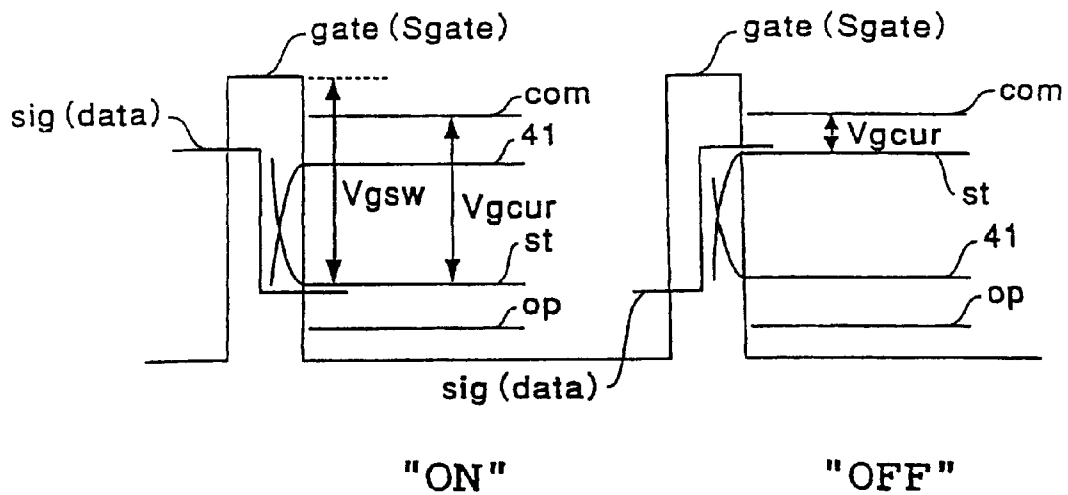 gate (Sgate)
sig (data)
com
41
Vgsw
Vgcur
st
op
"ON"
gate (Sgate)
com
Vgcur
st
41
op
sig (data)
"OFF"